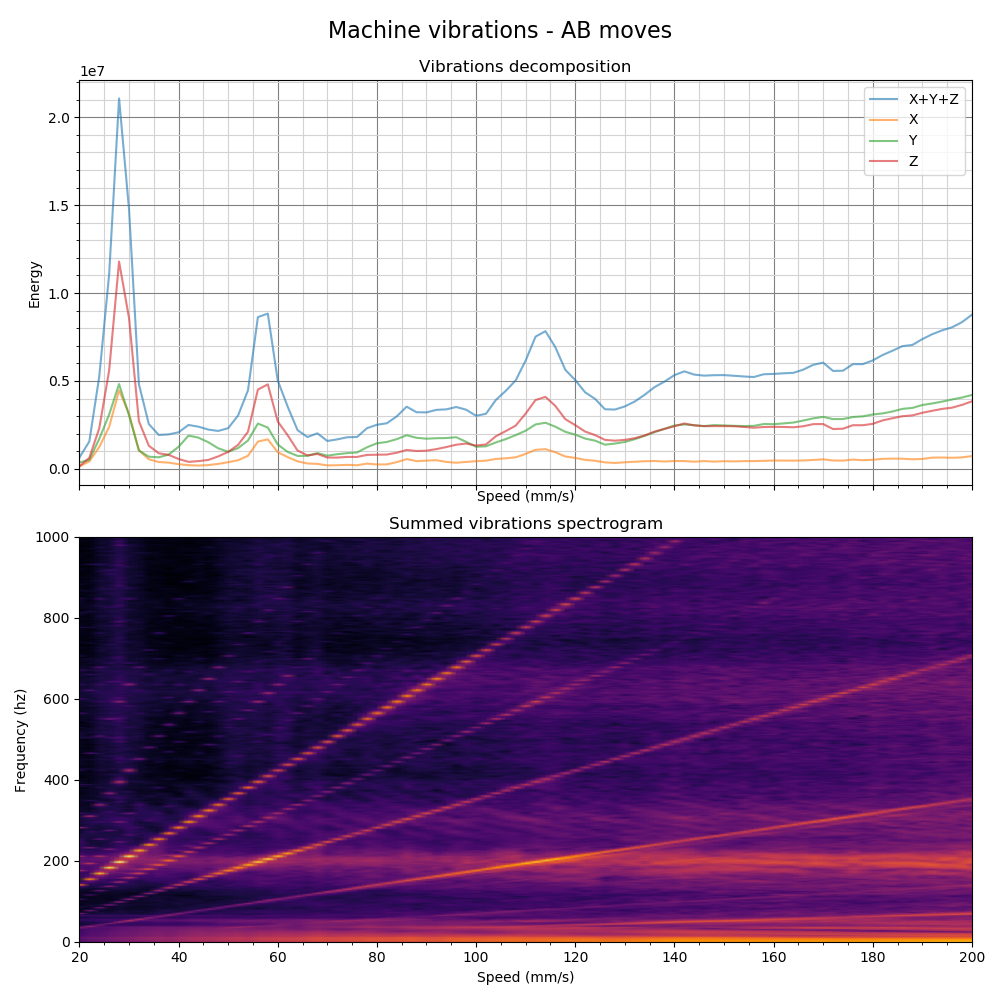 Machine vibrations - AB moves
Vibrations decomposition
1e7
2.0
1.5
1.0
0.5
0.0
Energy
X+Y+Z
X
Y
Z
Speed (mm/s)
Summed vibrations spectrogram
1000
800
600
400
200
0
Frequency (hz)
20 40 60 80 100 120 140 160 180 200
Speed (mm/s)